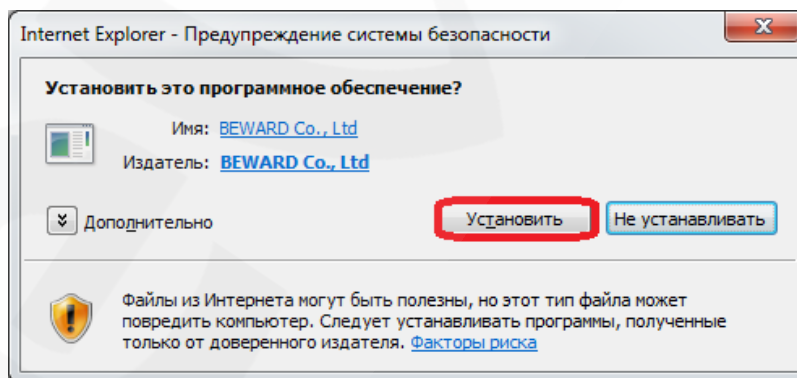 Internet Explorer - Предупреждение системы безопасности
Установить это программное обеспечение?
Имя: BEWARD Co., Ltd
Издатель: BEWARD Co., Ltd
Дополнительно
Установить
Не устанавливать
Файлы из Интернета могут быть полезны, но этот тип файла может
повредить компьютер. Следует устанавливать программы, полученные
только от доверенного издателя. Факторы риска